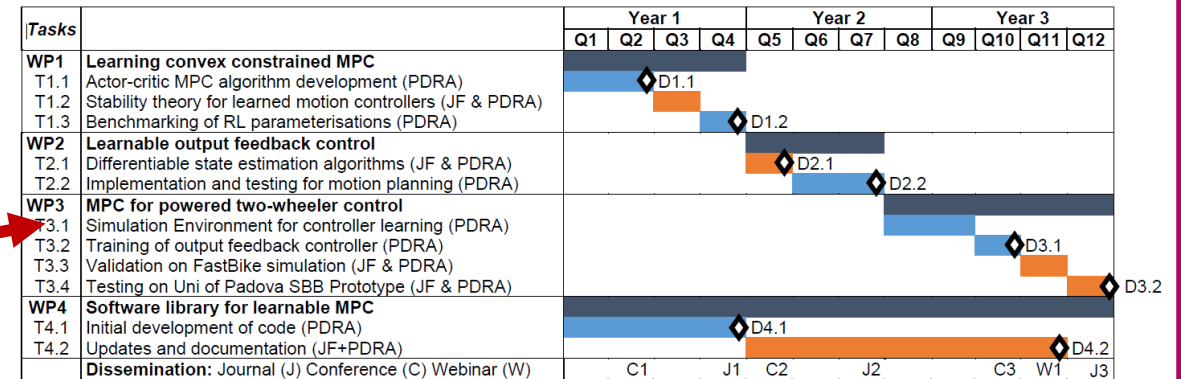 Tasks Year 1 Year 2 Year 3
Q1 Q2 Q3 Q4 Q5 Q6 Q7 Q8 Q9 Q10 Q11 Q12
WP1 Learning convex constrained MPC
T1.1 Actor-critic MPC algorithm development (PDRA) D1.1
T1.2 Stability theory for learned motion controllers (JF & PDRA)
T1.3 Benchmarking of RL parameterisations (PDRA) D1.2
WP2 Learnable output feedback control
T2.1 Differentiable state estimation algorithms (JF & PDRA) D2.1
T2.2 Implementation and testing for motion planning (PDRA) D2.2
WP3 MPC for powered two-wheeler control
T3.1 Simulation Environment for controller learning (PDRA)
T3.2 Training of output feedback controller (PDRA) D3.1
T3.3 Validation on FastBike simulation (JF & PDRA)
T3.4 Testing on Uni of Padova SBB Prototype (JF & PDRA) D3.2
WP4 Software library for learnable MPC
T4.1 Initial development of code (PDRA) D4.1
T4.2 Updates and documentation (JF+PDRA) D4.2
Dissemination: Journal (J) Conference (C) Webinar (W) C1 J1 C2 J2 C3 W1 J3